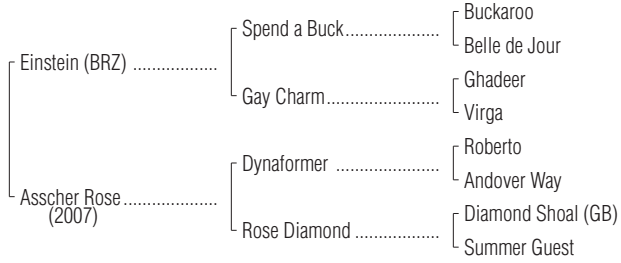 Buckaroo
Spend a Buck
Belle de Jour
Einstein (BRZ)
Ghadeer
Gay Charm
Virga
Roberto
Dynaformer
Andover Way
Asscher Rose
(2007)
Diamond Shoal (GB)
Rose Diamond
Summer Guest